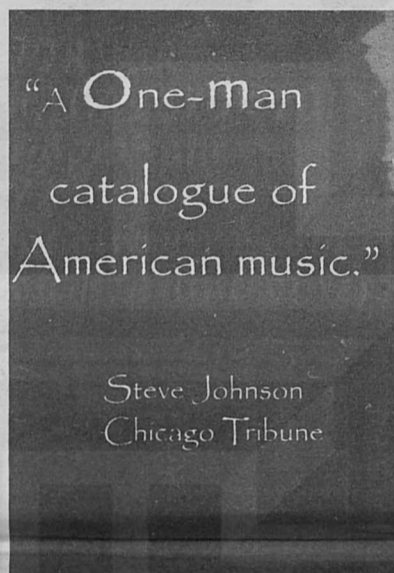 “A One-Man
catalogue of
American music.”
Steve Johnson
Chicago Tribune